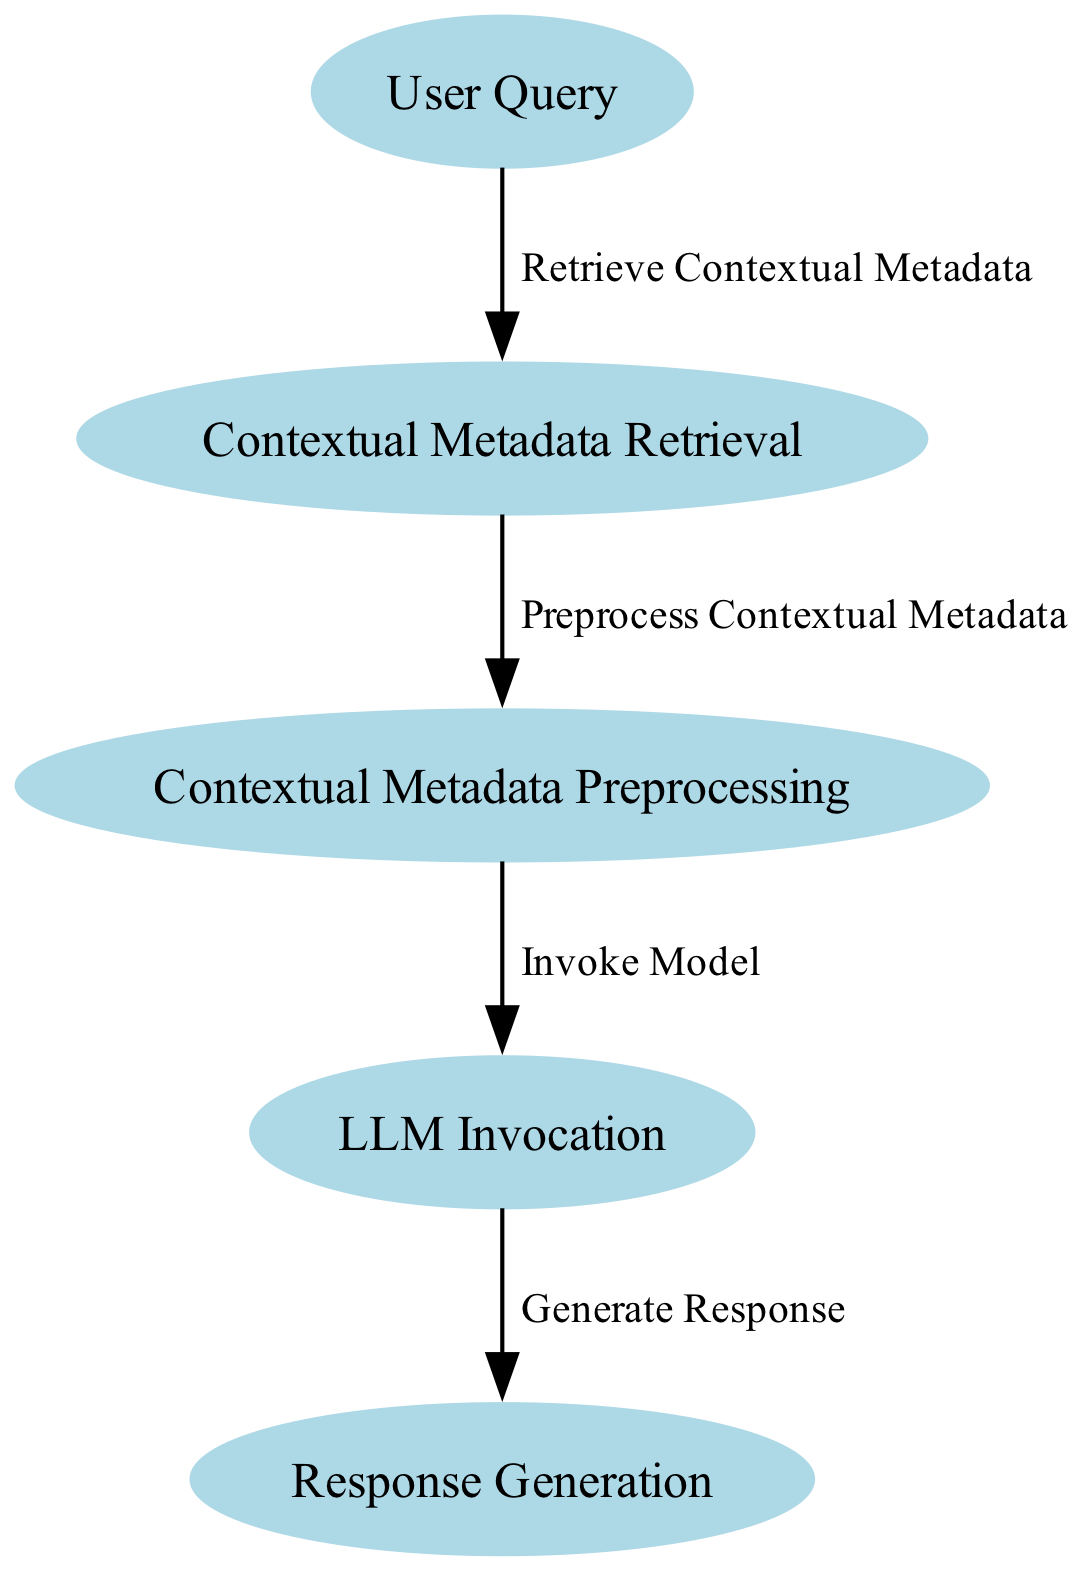 User Query
Retrieve Contextual Metadata
Contextual Metadata Retrieval
Preprocess Contextual Metadata
Contextual Metadata Preprocessing
Invoke Model
LLM Invocation
Generate Response
Response Generation